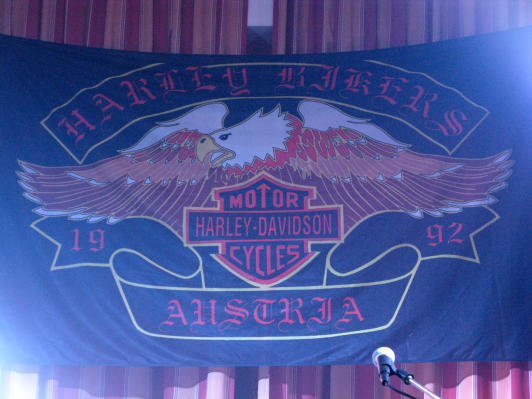 HARLEY BIKERS
MOTOR
HARLEY-DAVIDSON
CYCLES
19 92
AUSTRIA